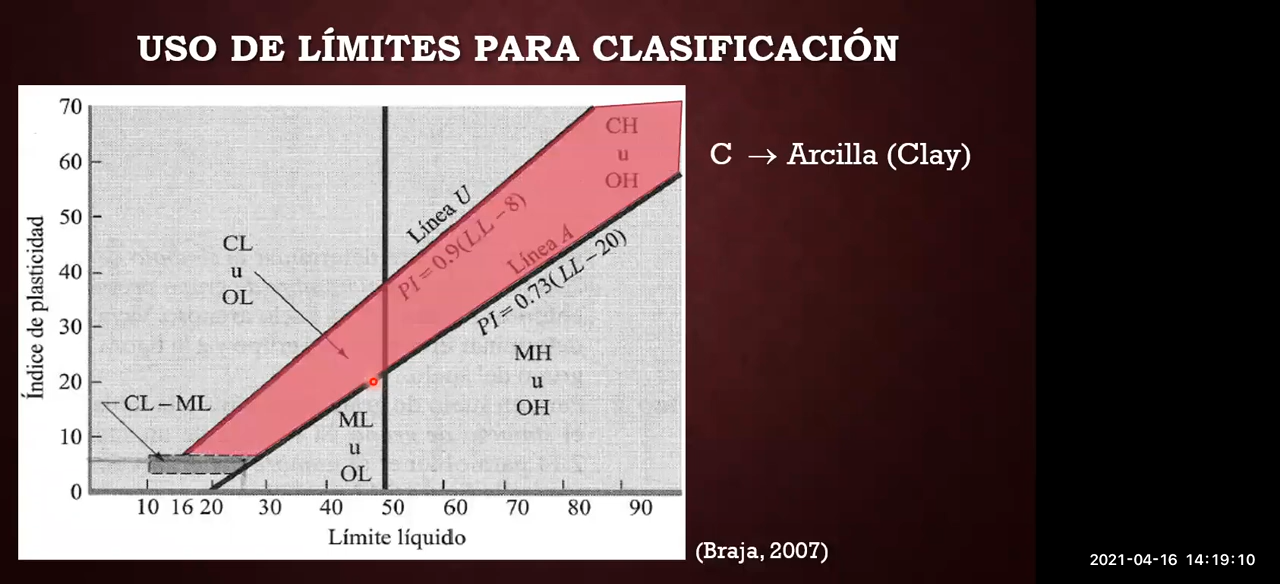 USO DE LÍMITES PARA CLASIFICACIÓN
70
60
50
40
30
20
10
0
Índice de plasticidad
CL
u
OL
CL – ML
Línea U
PI = 0.9(LL – 8)
Línea A
PI = 0.73(LL – 20)
CH
u
OH
MH
u
OH
ML
u
OL
10 16 20 30 40 50 60 70 80 90
Límite líquido
C → Arcilla (Clay)
(Braja, 2007)
2021-04-16 14:19:10